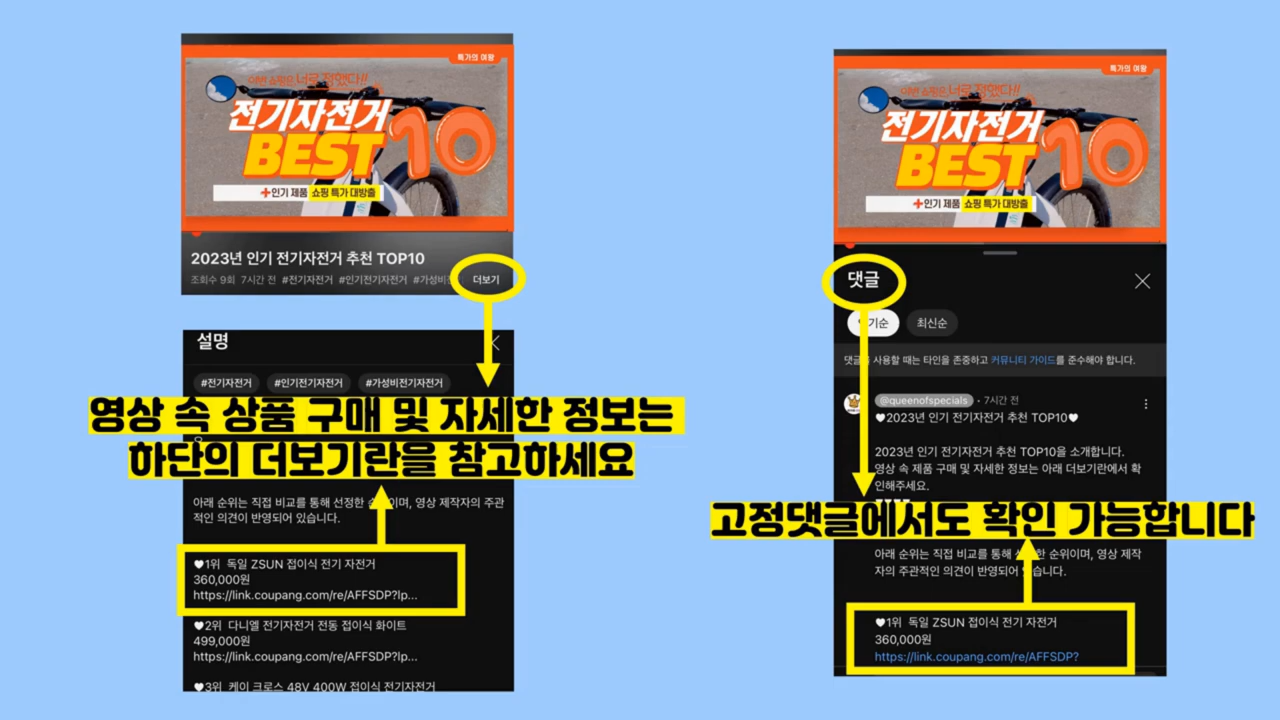 특가의 여왕
이번 쇼핑은 너로 정했다!!
전기자전거
BEST 10
+인기 제품 쇼핑 특가 대방출
2023년 인기 전기자전거 추천 TOP10
조회수 9회 7시간 전 #전기자전거 #인기전기자전거 #가성비 더보기
설명
#전기자전거 #인기전기자전거 #가성비전기자전거
영상 속 상품 구매 및 자세한 정보는
하단의 더보기란을 참고하세요
아래 순위는 직접 비교를 통해 선정한 이며, 영상 제작자의 주관
적인 의견이 반영되어 있습니다.
♥1위 독일 ZSUN 접이식 전기 자전거
360,000원
https://link.coupang.com/re/AFFSDP?lp...
♥2위 다니엘 전기자전거 전동 접이식 화이트
499,000원
https://link.coupang.com/re/AFFSDP?lp...
♥3위 케이 크로스 48V 400W 접이식 전기자전거
특가의 여왕
이번 쇼핑은 너로 정했다!!
전기자전거
BEST 10
+인기 제품 쇼핑 특가 대방출
댓글
기순 최신순
댓글 사용할 때는 타인을 존중하고 커뮤니티 가이드를 준수해야 합니다.
@queenofspecials · 7시간 전
♥2023년 인기 전기자전거 추천 TOP10♥
2023년 인기 전기자전거 추천 TOP10을 소개합니다.
영상 속 제품 구매 및 자세한 정보는 아래 더보기란에서 확
인해주세요.
고정댓글에서도 확인 가능합니다
아래 순위는 직접 비교를 통해 한 순위이며, 영상 제작
자의 주관적인 의견이 반영되어 습니다.
♥1위 독일 ZSUN 접이식 전기 자전거
360,000원
https://link.coupang.com/re/AFFSDP?